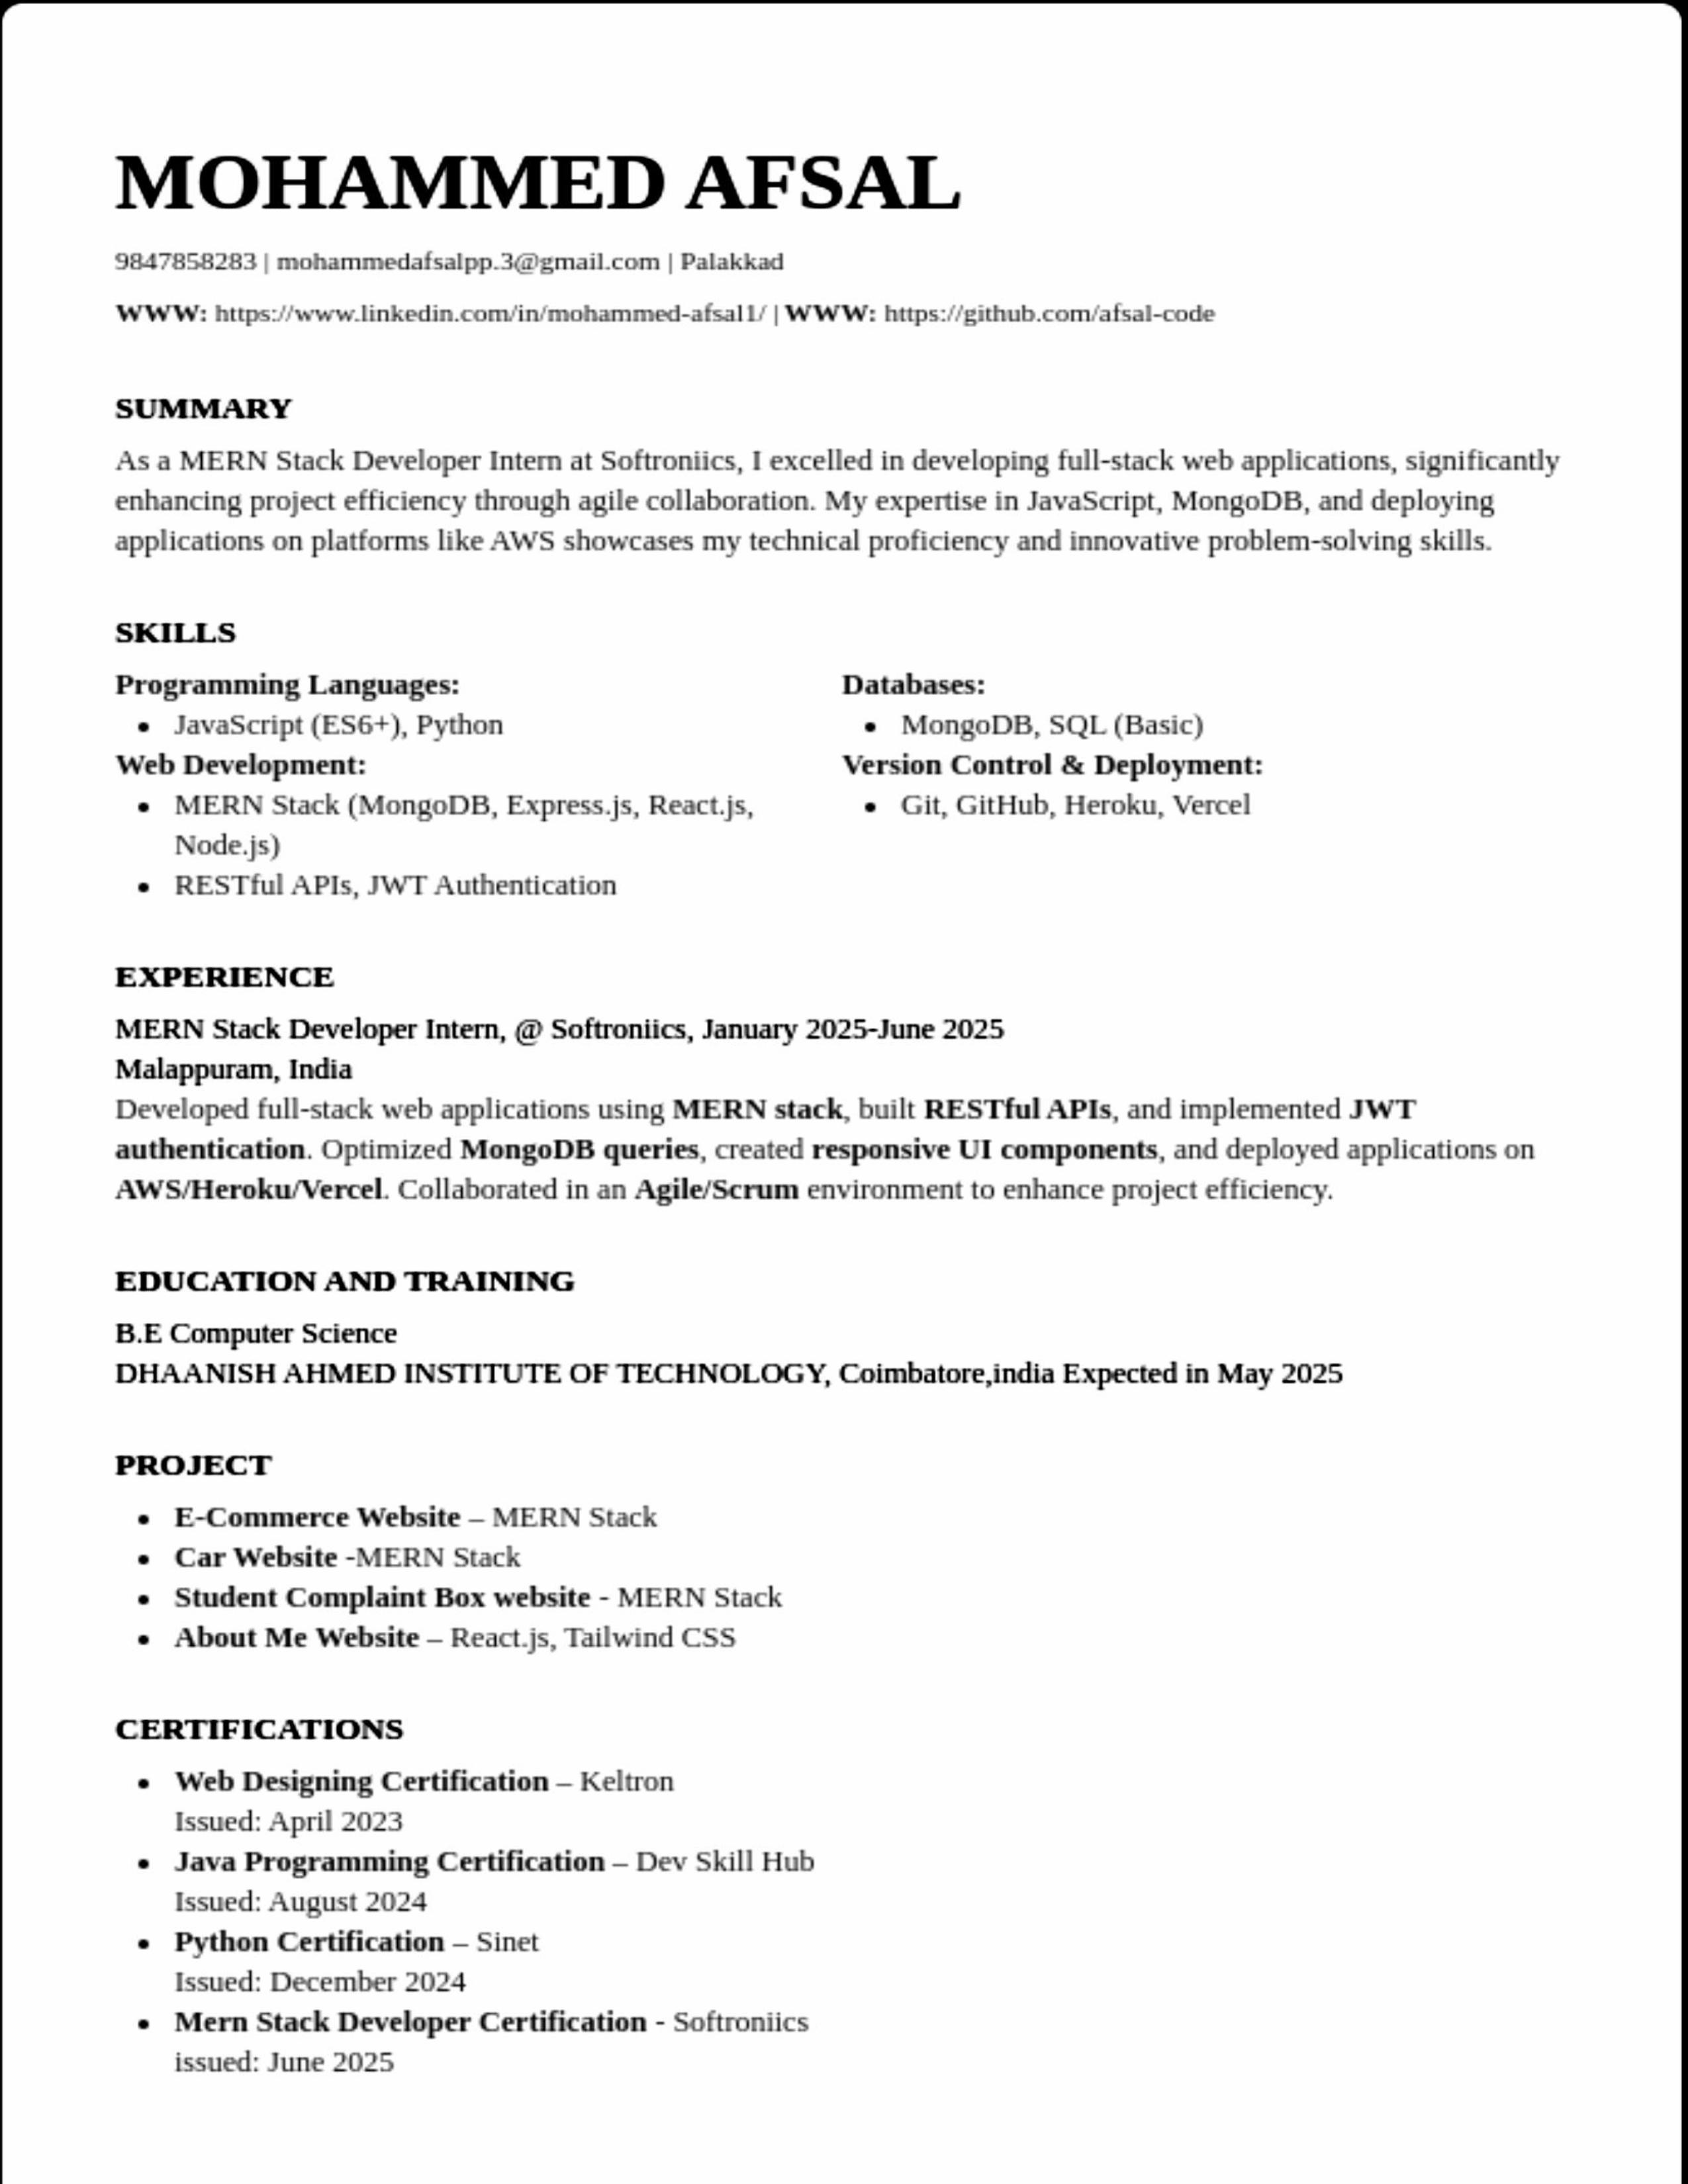 MOHAMMED AFSAL
9847858283 | mohammedafsalpp.3@gmail.com | Palakkad
WWW: https://www.linkedin.com/in/mohammed-afsal1/ | WWW: https://github.com/afsal-code
SUMMARY
As a MERN Stack Developer Intern at Softroniics, I excelled in developing full-stack web applications, significantly
enhancing project efficiency through agile collaboration. My expertise in JavaScript, MongoDB, and deploying
applications on platforms like AWS showcases my technical proficiency and innovative problem-solving skills.
SKILLS
Programming Languages:
• JavaScript (ES6+), Python
Web Development:
• MERN Stack (MongoDB, Express.js, React.js,
Node.js)
• RESTful APIs, JWT Authentication
Databases:
• MongoDB, SQL (Basic)
Version Control & Deployment:
• Git, GitHub, Heroku, Vercel
EXPERIENCE
MERN Stack Developer Intern, @ Softroniics, January 2025-June 2025
Malappuram, India
Developed full-stack web applications using MERN stack, built RESTful APIs, and implemented JWT
authentication. Optimized MongoDB queries, created responsive UI components, and deployed applications on
AWS/Heroku/Vercel. Collaborated in an Agile/Scrum environment to enhance project efficiency.
EDUCATION AND TRAINING
B.E Computer Science
DHAANISH AHMED INSTITUTE OF TECHNOLOGY, Coimbatore,india Expected in May 2025
PROJECT
• E-Commerce Website – MERN Stack
• Car Website -MERN Stack
• Student Complaint Box website - MERN Stack
• About Me Website – React.js, Tailwind CSS
CERTIFICATIONS
• Web Designing Certification – Keltron
Issued: April 2023
• Java Programming Certification – Dev Skill Hub
Issued: August 2024
• Python Certification – Sinet
Issued: December 2024
• Mern Stack Developer Certification - Softroniics
issued: June 2025